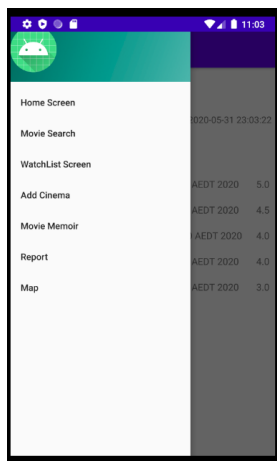 11:03
Home Screen
2020-05-31 23:03:22
Movie Search
WatchList Screen
AEDT 2020 5.0
Add Cinema
AEDT 2020 4.5
Movie Memoir
AEDT 2020 4.0
Report
AEDT 2020 4.0
Map
AEDT 2020 3.0